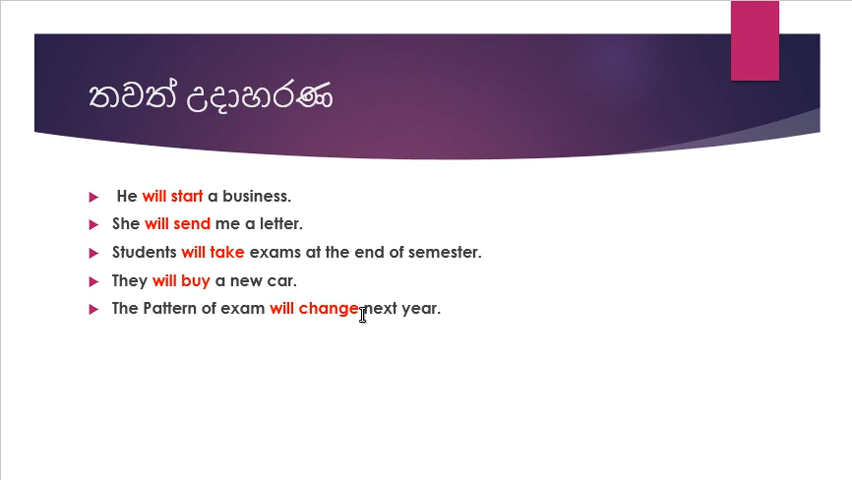 තවත් උදාහරණ
He will start a business.
She will send me a letter.
Students will take exams at the end of semester.
They will buy a new car.
The Pattern of exam will change next year.